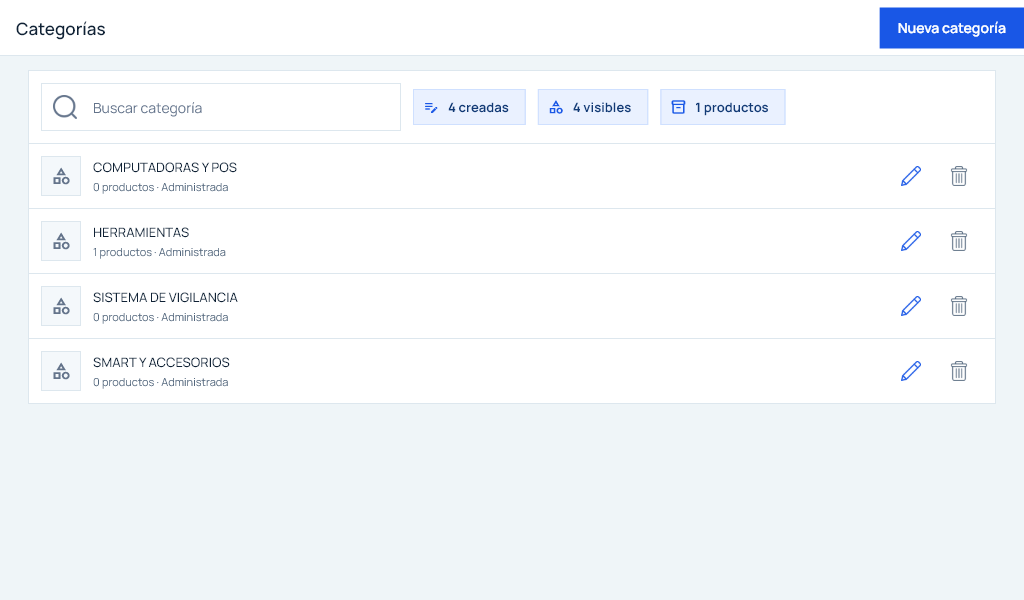 Categorías
Nueva categoría
Buscar categoría
4 creadas
4 visibles
1 productos
COMPUTADORAS Y POS
0 productos · Administrada
HERRAMIENTAS
1 productos · Administrada
SISTEMA DE VIGILANCIA
0 productos · Administrada
SMART Y ACCESORIOS
0 productos · Administrada